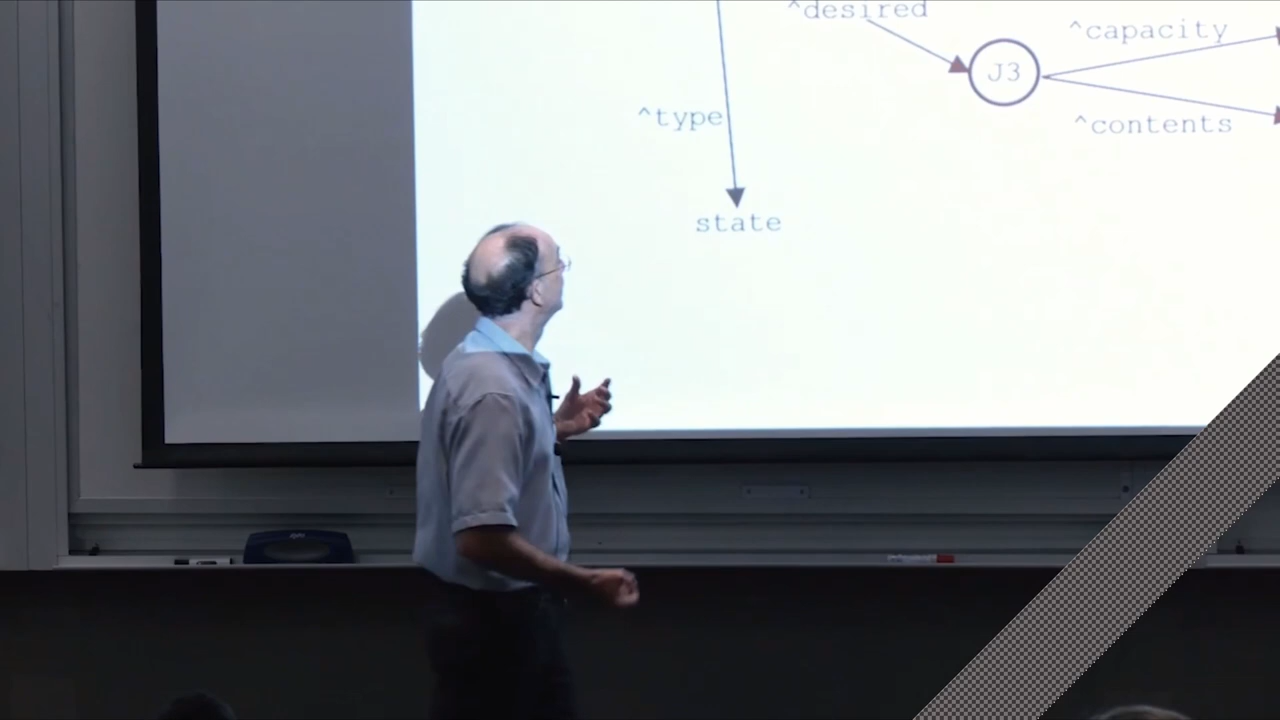 ^desired
^capacity
J3
^type
^contents
state